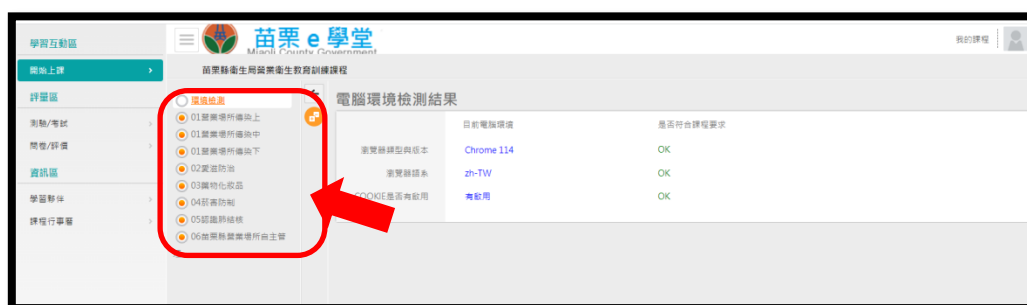 苗栗 e 學堂
Miaoli County Government
我的課程
學習互動區
開始上課
評量區
測驗/考試
問卷/評價
資訊區
學習夥伴
課程行事曆
苗栗縣衛生局營業衛生教育訓練課程
環境檢測
01營業場所傳染上
01營業場所傳染中
01營業場所傳染下
02愛滋防治
03藥物化妝品
04菸害防制
05認識肺結核
06苗栗縣營業場所自主管
電腦環境檢測結果
目前電腦環境
是否符合課程要求
瀏覽器類型與版本
Chrome 114
OK
瀏覽器語系
zh-TW
OK
COOKIE是否有啟用
有啟用
OK